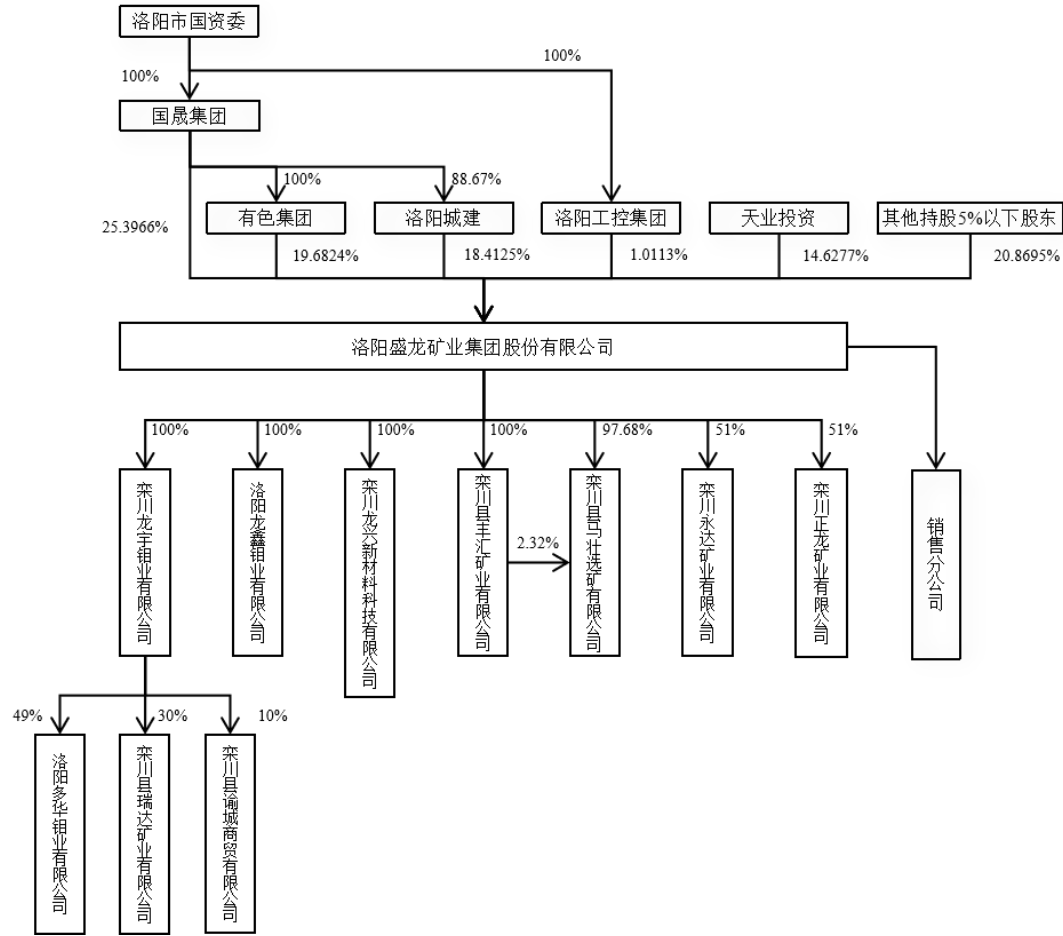 洛阳市国资委
100%
100%
国晟集团
100%
88.67%
有色集团
洛阳城建
洛阳工控集团
天业投资
其他持股5%以下股东
25.3966%
19.6824%
18.4125%
1.0113%
14.6277%
20.8695%
洛阳盛龙矿业集团股份有限公司
100%
100%
100%
100%
97.68%
51%
51%
栾川龙宇钼业有限公司
洛阳龙鑫钼业有限公司
栾川龙兴新材料科技有限公司
栾川县丰汇矿业有限公司
2.32%
栾川县马壮选矿有限公司
栾川永达矿业有限公司
栾川正龙矿业有限公司
销售分公司
49%
30%
10%
洛阳多华钼业有限公司
栾川县瑞达矿业有限公司
栾川县谕城商贸有限公司